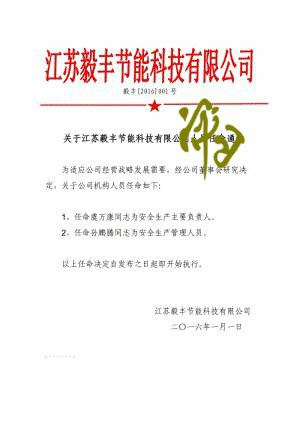 江苏毅丰节能科技有限公司
毅丰[2016]001号
关于江苏毅丰节能科技有限公
为适应公司经营战略发展需要，经公司董事会研究决
定，关于公司机构人员任命如下：
1、任命虞万康同志为安全生产主要负责人。
2、任命孙鹏腾同志为安全生产管理人员。
以上任命决定自发布之日起即开始执行。
江苏毅丰节能科技有限公司
二〇一六年一月一日